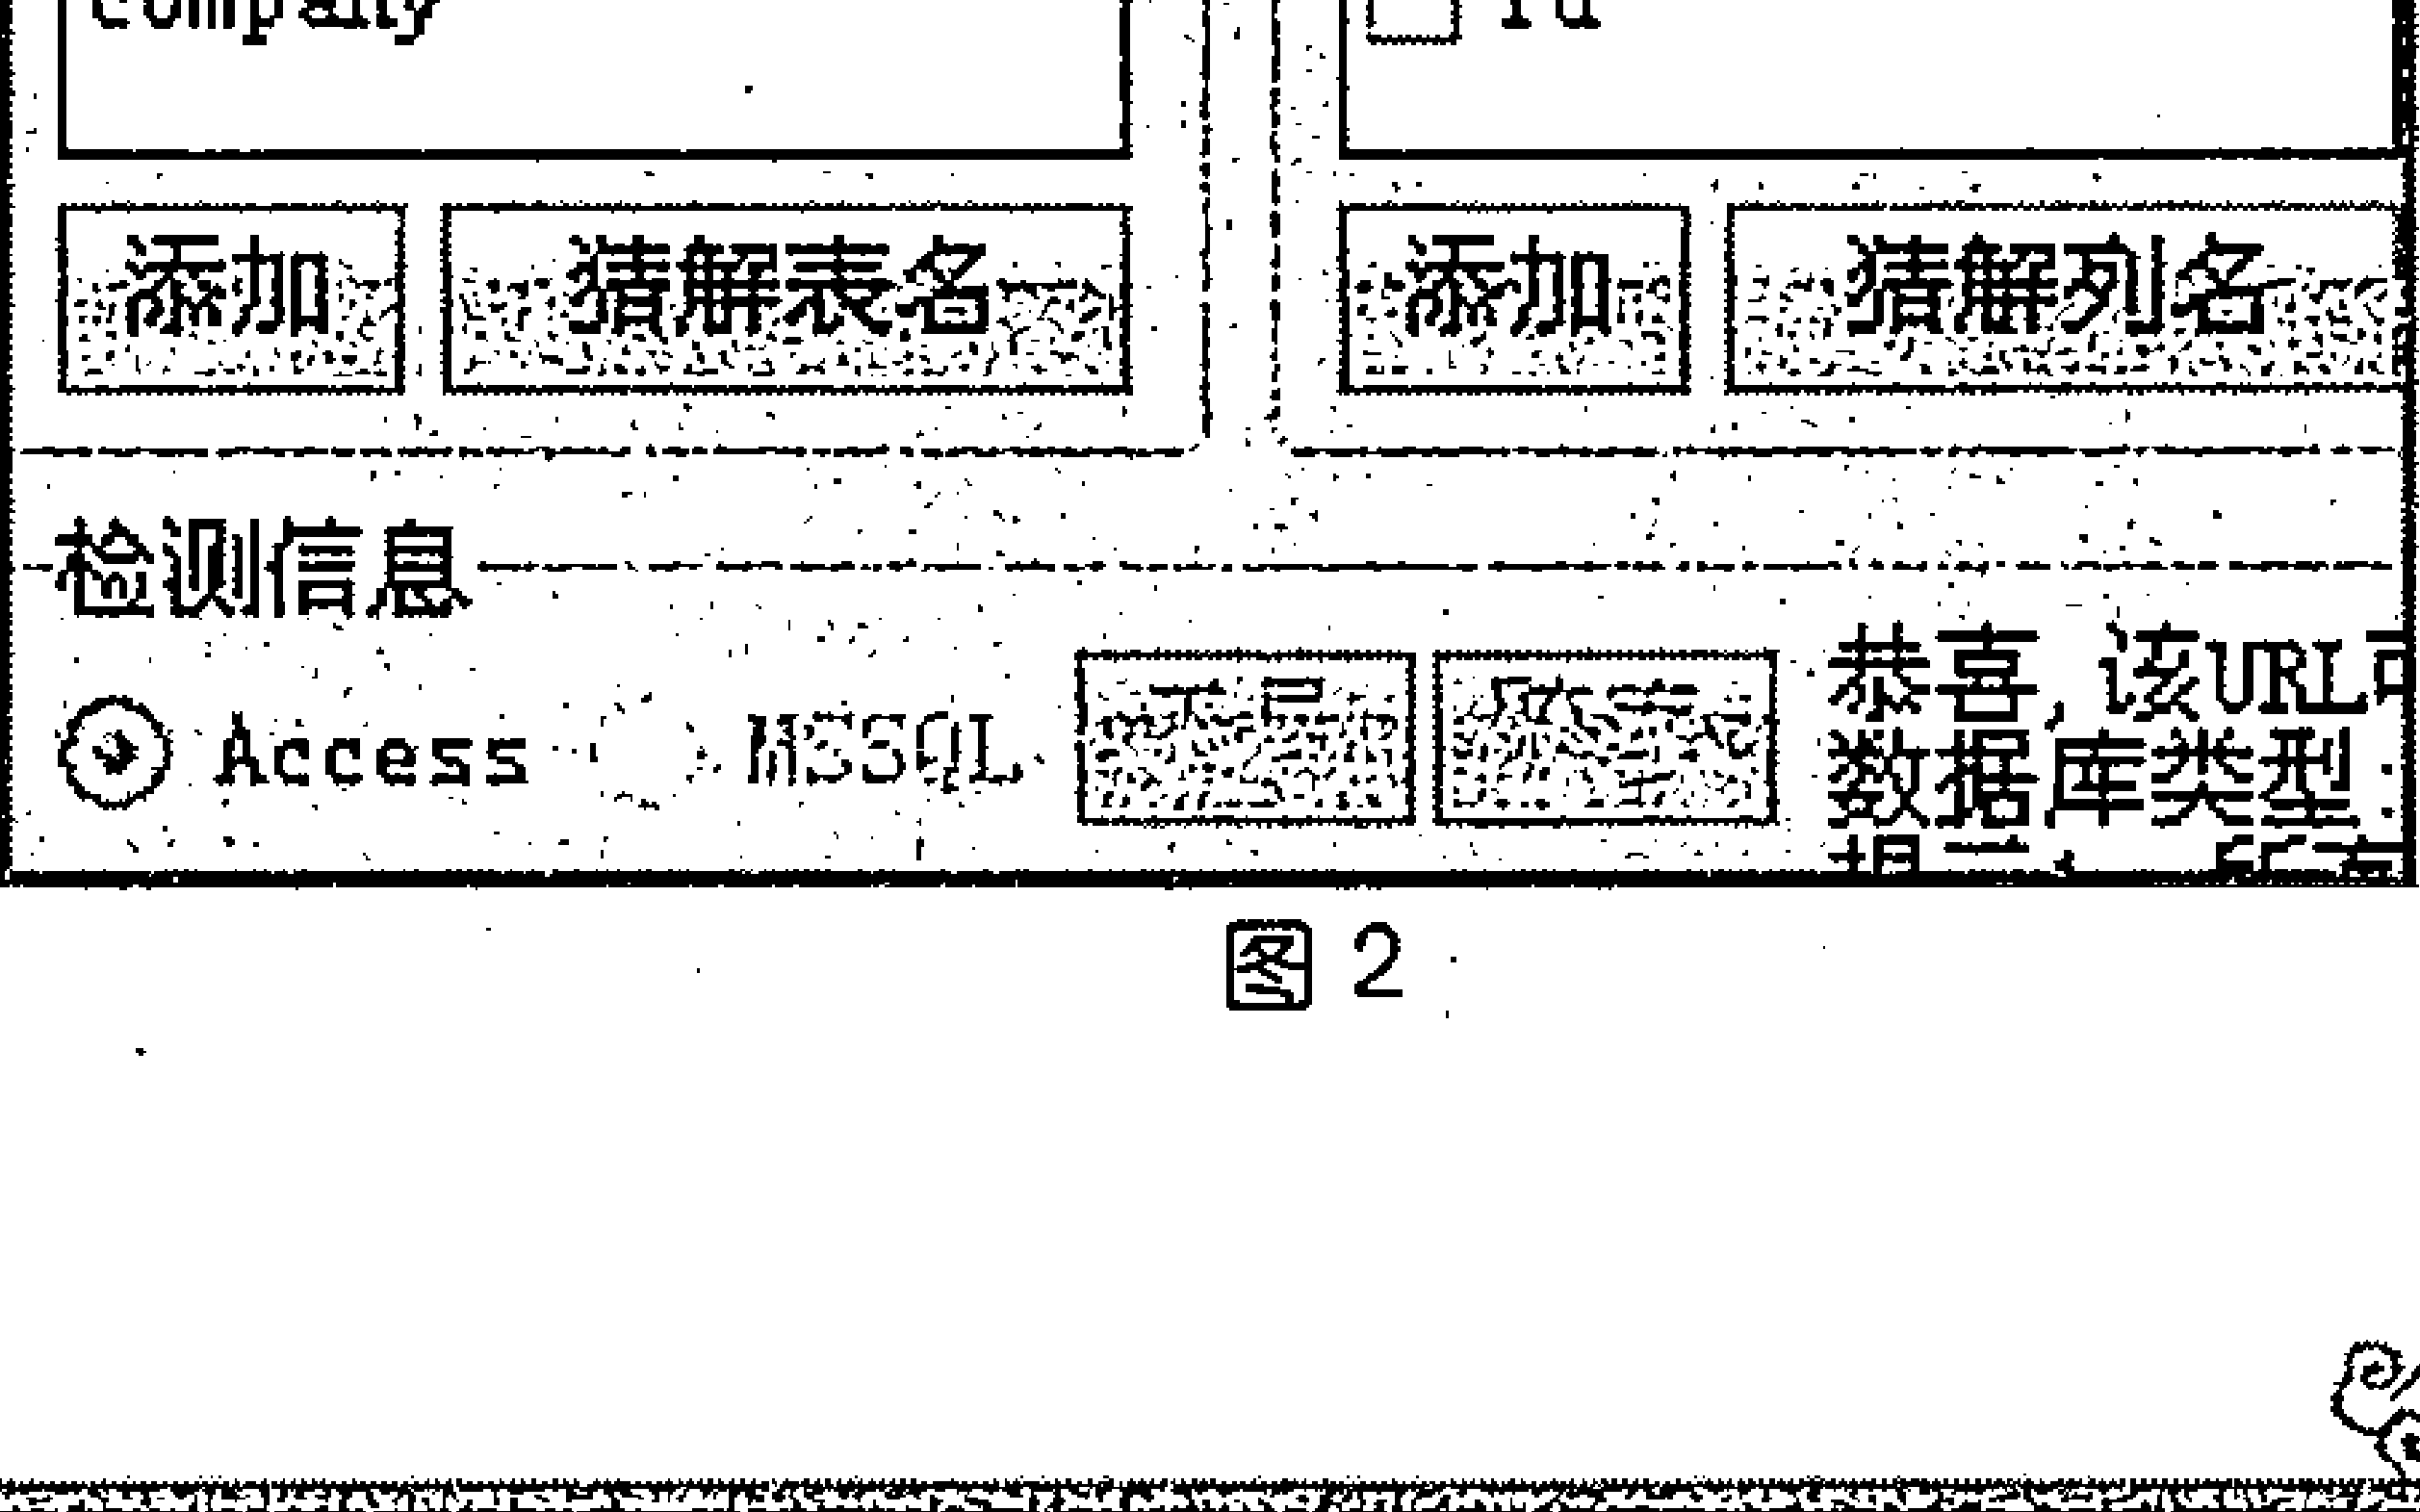 company
添加 猜解表名 添加 猜解列名
检测信息
恭喜,该URL可
Access MSSQL
数据库类型:
图 2